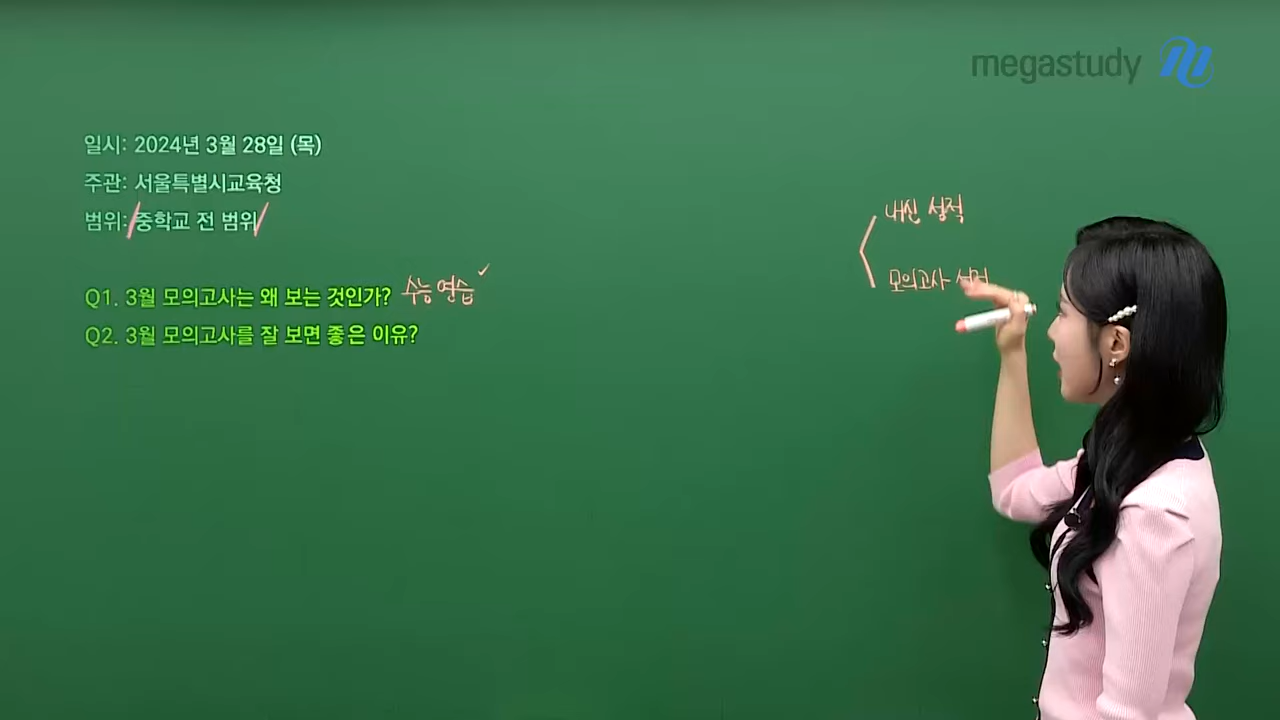 megastudy
일시: 2024년 3월 28일 (목)
주관: 서울특별시교육청
범위: 중학교 전 범위
Q1. 3월 모의고사는 왜 보는 것인가? 수능 연습
Q2. 3월 모의고사를 잘 보면 좋은 이유?
내신 성적
모의고사 성적